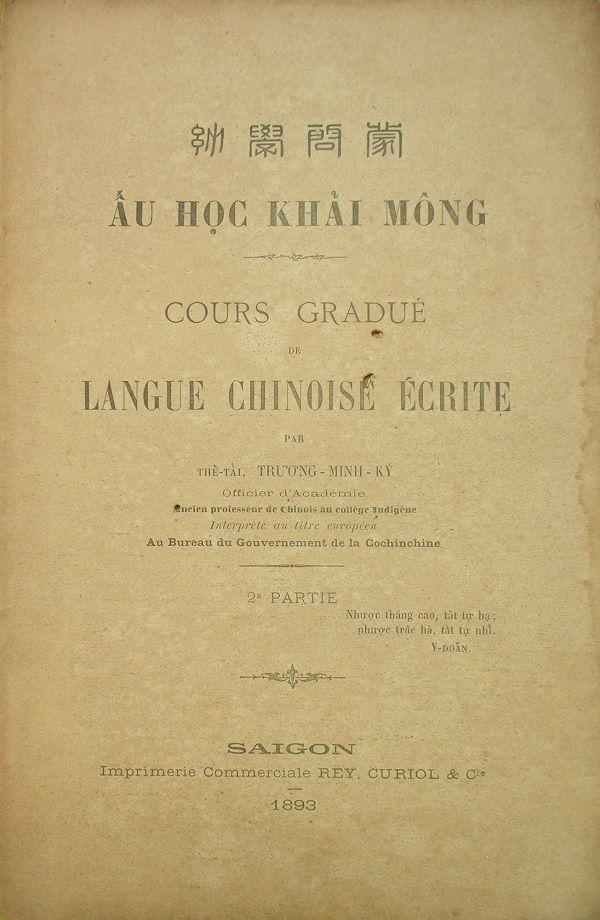 幼學啓蒙
ẤU HỌC KHẢI MÔNG
COURS GRADUÉ
DE
LANGUE CHINOISE ÉCRITE
PAR
THÊ-TẢI, TRƯƠNG-MINH-KÝ
Officier d'Académie
Ancien professeur de Chinois au collège Indigène
Interprète au titre européen
Au Bureau du Gouvernement de la Cochinchine
2e PARTIE
Nhược thăng cao, tất tự hạ;
nhược trắc hà, tất tự nhĩ.
Y-DOÃN.
SAIGON
Imprimerie Commerciale REY, CURIOL & Cie
1893